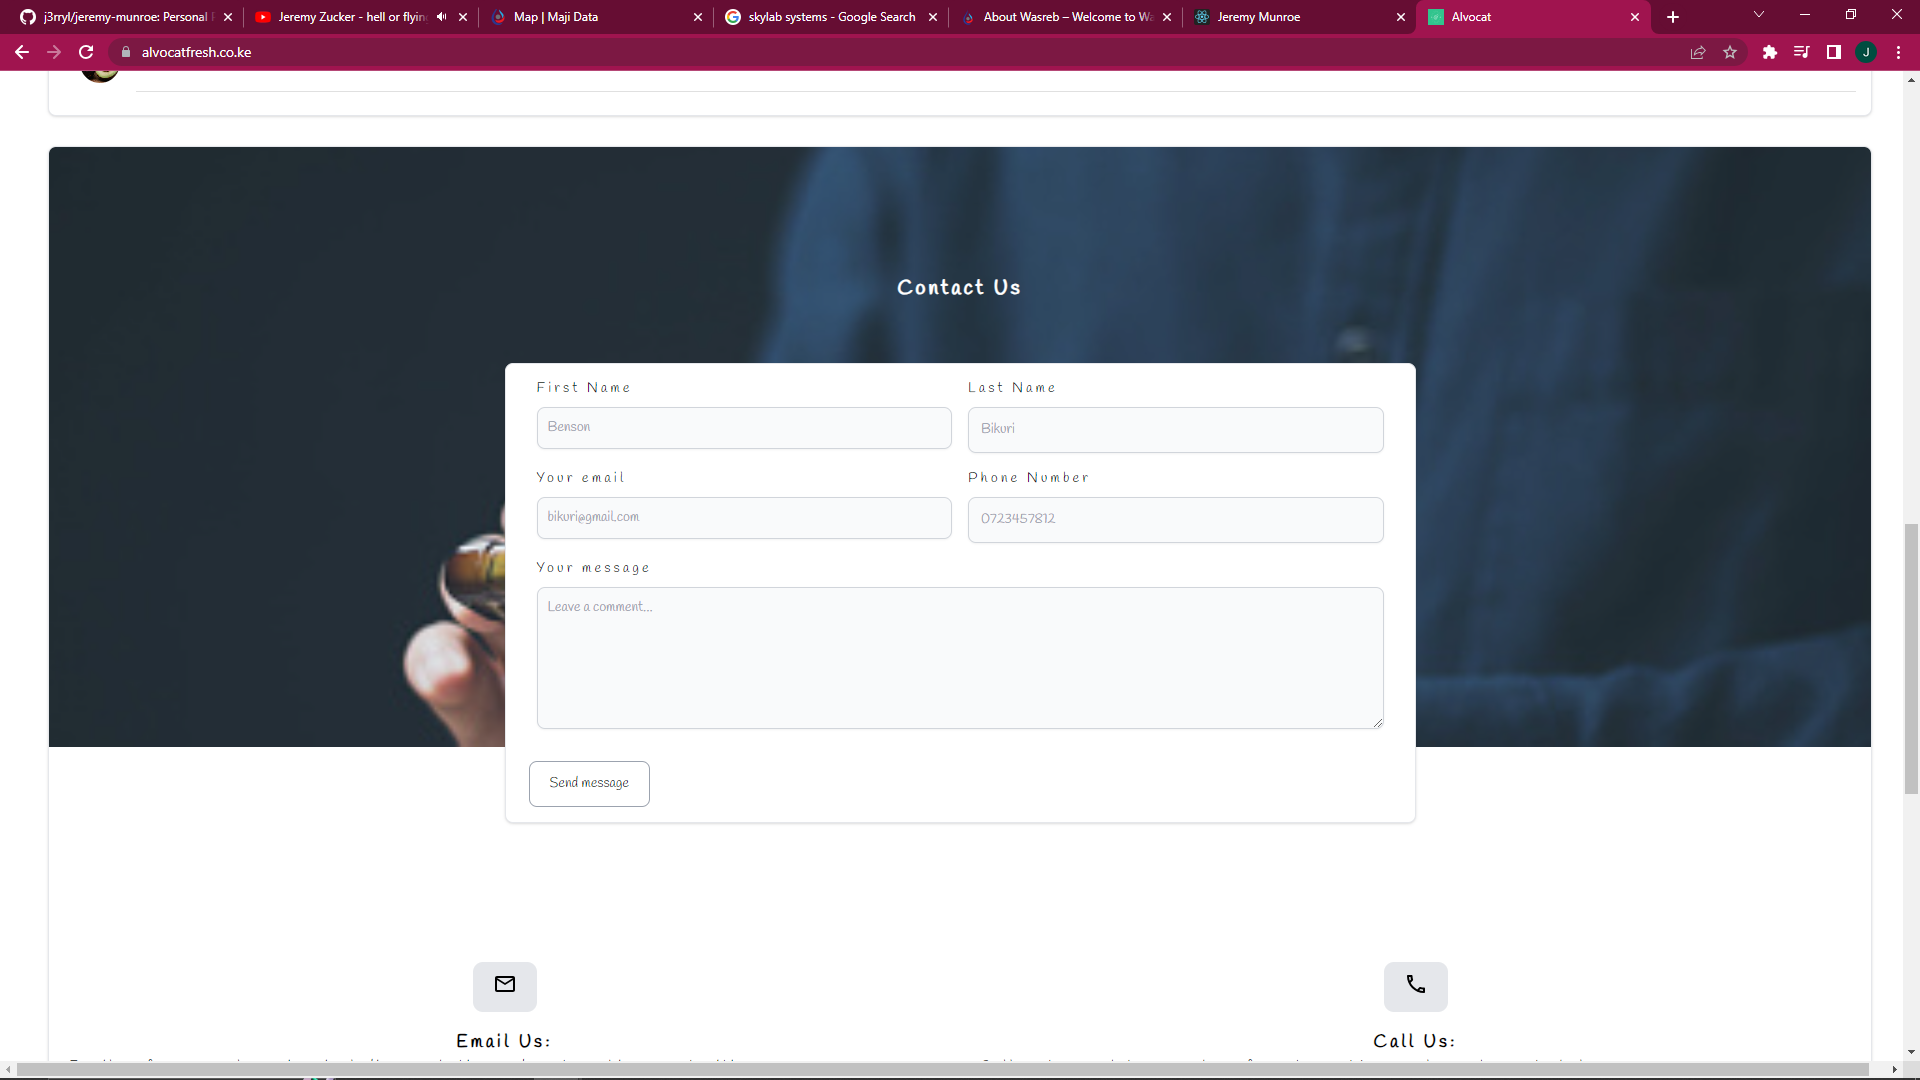 j3rryl/jeremy-munroe: Personal
Jeremy Zucker - hell or flying
Map | Maji Data
skylab systems - Google Search
About Wasreb – Welcome to Wa
Jeremy Munroe
Alvocat
alvocatfresh.co.ke
J
Contact Us
First Name
Last Name
Benson
Bikuri
Your email
Phone Number
bikuri@gmail.com
0723457812
Your message
Leave a comment...
Send message
Email Us:
Call Us: